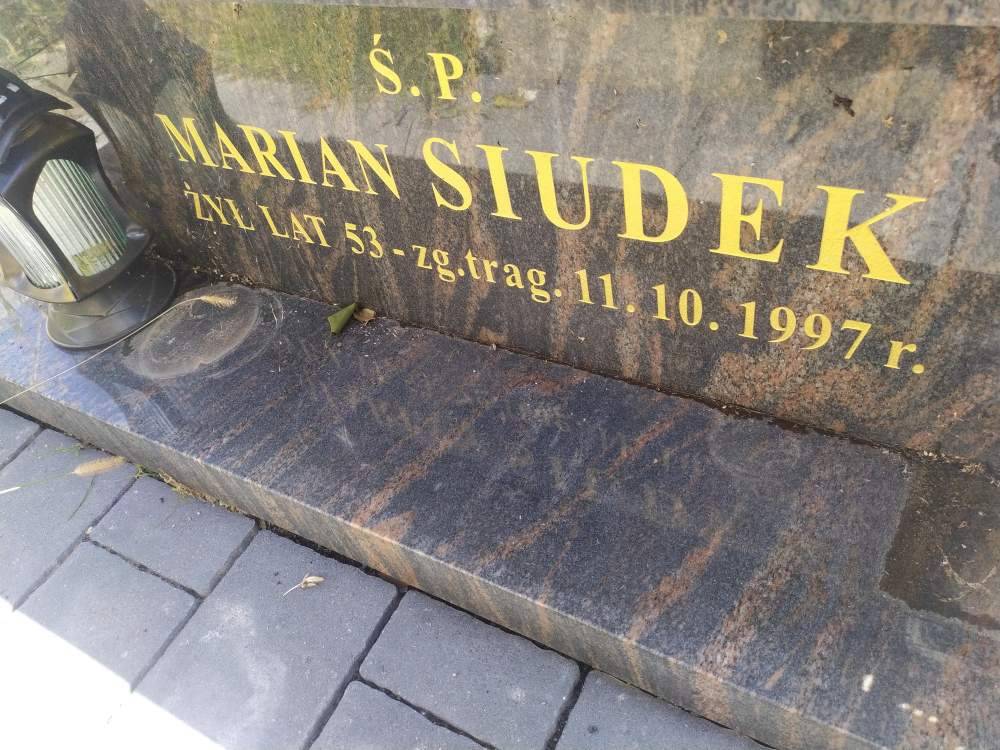 Ś. P.
MARIAN SIUDEK
ŻYŁ LAT 53 - zg. trag. 11. 10. 1997 r.